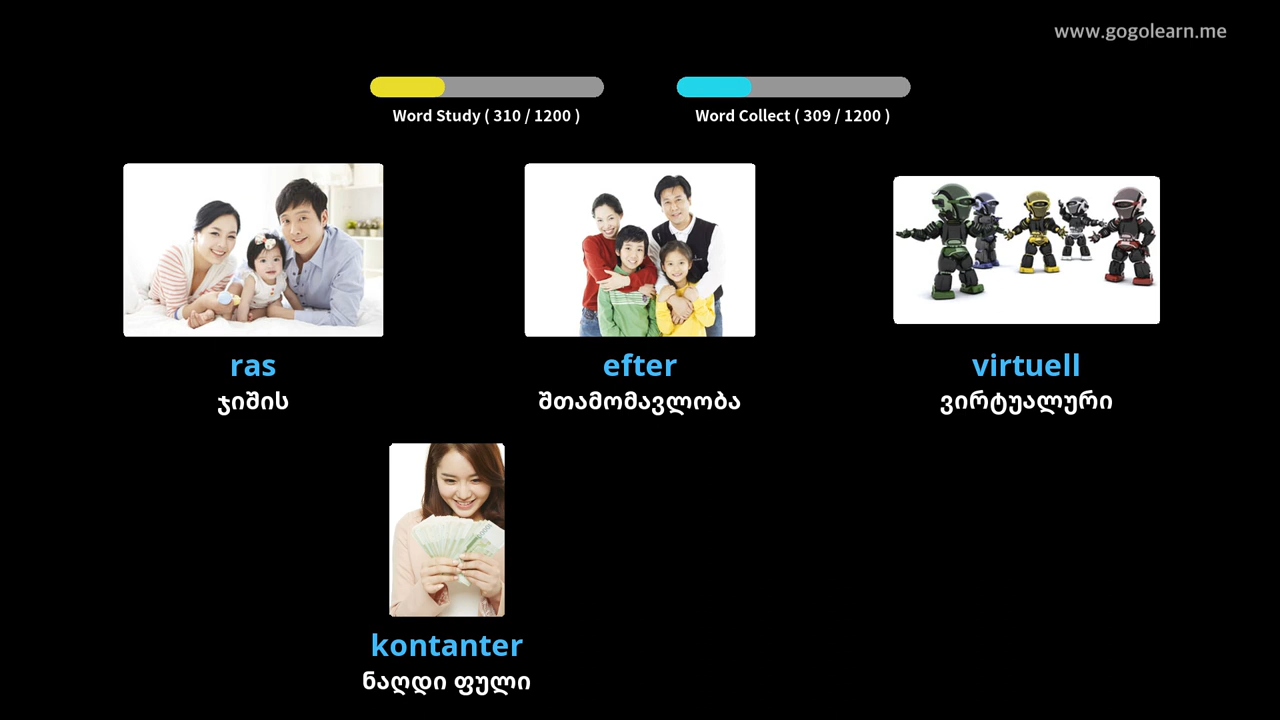 www.gogolearn.me
Word Study ( 310 / 1200 )
Word Collect ( 309 / 1200 )
ras
ჯიშის
efter
შთამომავლობა
virtuell
ვირტუალური
kontanter
ნაღდი ფული